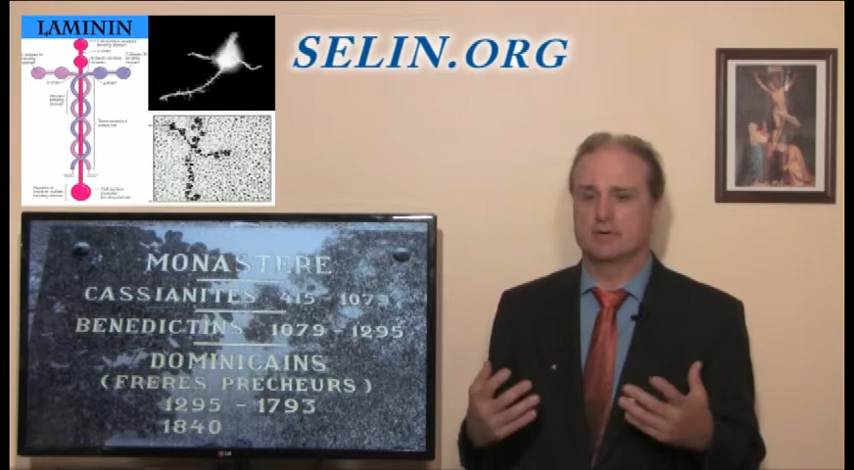 LAMININ
SELIN.ORG
MONASTERE
CASSIANITES 415 - 1079
BENEDICTINS 1079 - 1295
DOMINICAINS
(FRERES PRECHEURS)
1295 - 1793
1840
LG